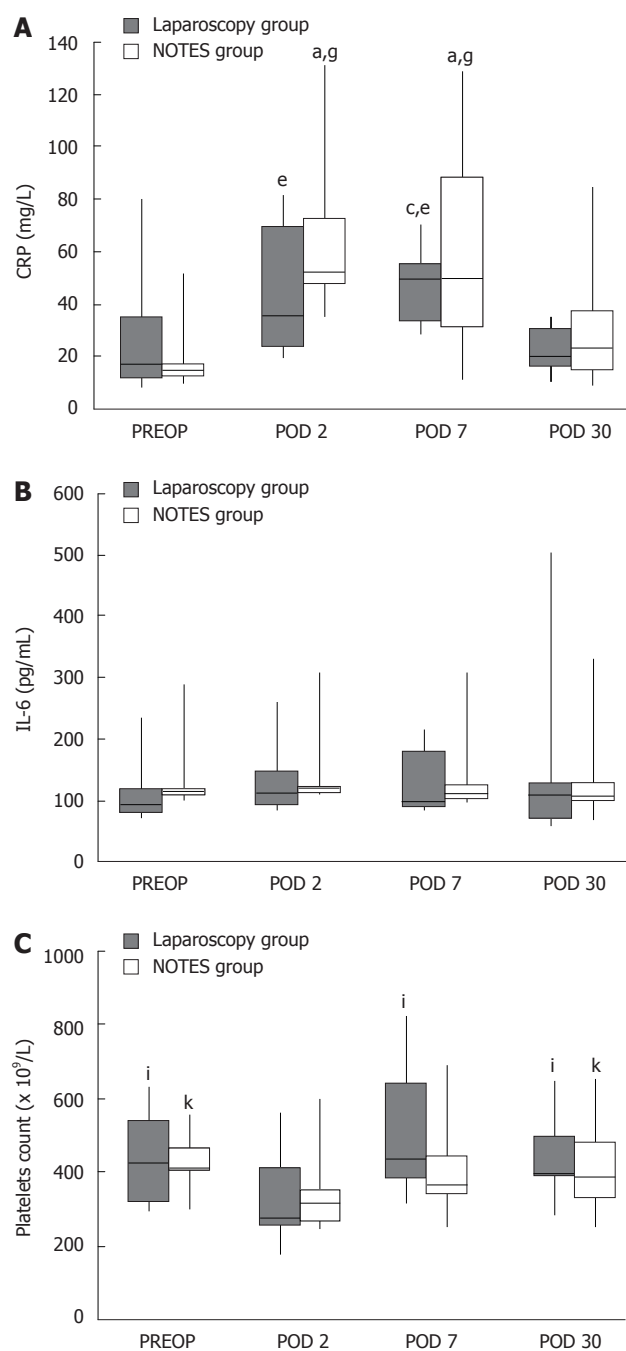 A
Laparoscopy group
NOTES group
CRP (mg/L)
140
120
100
80
60
40
20
0
e
a,g
c,e
a,g
PREOP
POD 2
POD 7
POD 30
B
Laparoscopy group
NOTES group
IL-6 (pg/mL)
600
500
400
300
200
100
0
PREOP
POD 2
POD 7
POD 30
C
Laparoscopy group
NOTES group
Platelets count (x 10⁹/L)
1000
800
600
400
200
0
i
k
i
i
k
PREOP
POD 2
POD 7
POD 30